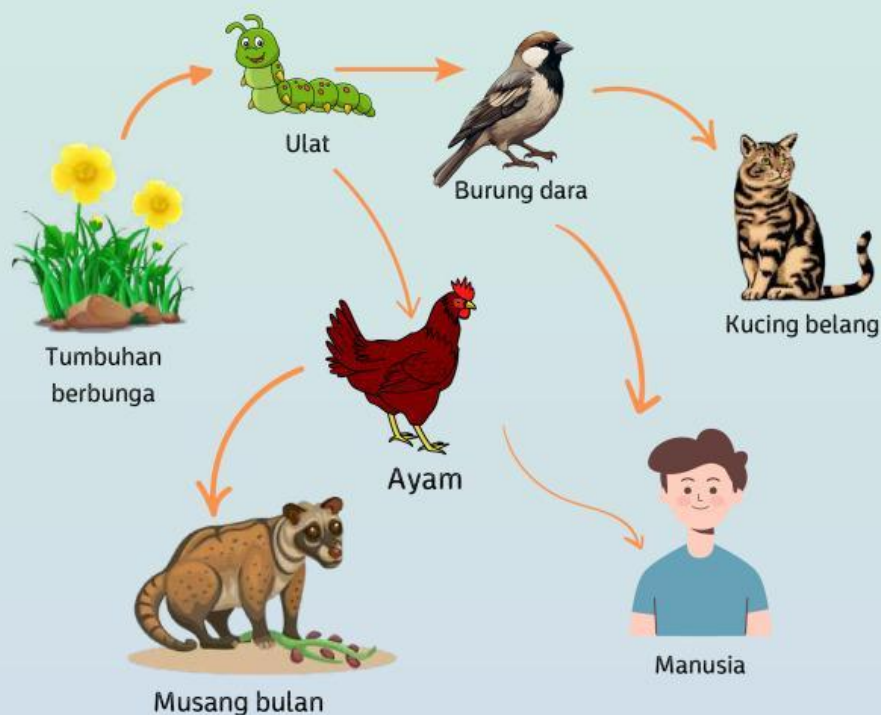 Ulat
Burung dara
Kucing belang
Tumbuhan
berbunga
Ayam
Manusia
Musang bulan